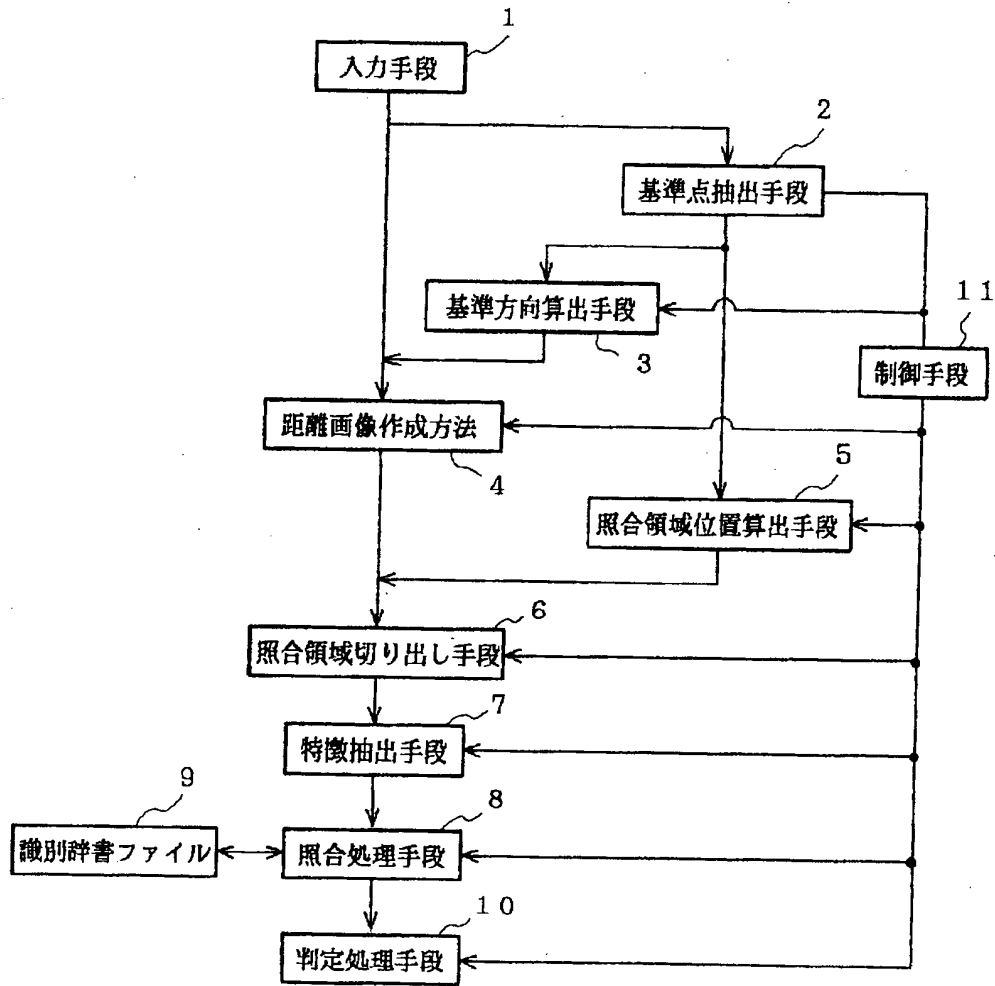 1
入力手段
2
基準点抽出手段
基準方向算出手段
3
11
制御手段
距離画像作成方法
4
5
照合領域位置算出手段
6
照合領域切り出し手段
7
特徴抽出手段
9
識別辞書ファイル
8
照合処理手段
10
判定処理手段